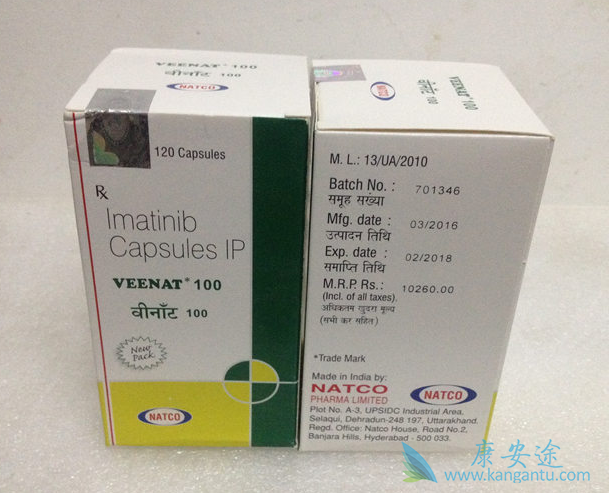 VEENAT* 100
वीनॉट 100
NATCO
120 Capsules
Rx
Imatinib
Capsules IP
VEENAT* 100
वीनॉट 100
New
Pack
NATCO
VEENAT* 100
वीनॉट 100
NATCO
M. L.: 13/UA/2010
Batch No. : 701346
समूह संख्या
Mfg. date : 03/2016
उत्पादन तिथि
Exp. date : 02/2018
समाप्ति तिथि
M.R.P. Rs.: 10260.00
(Incl. of all taxes).
अधिकतम खुदरा मूल्य
(सभी कर सहित)
*Trade Mark
Made in India by:
NATCO
PHARMA LIMITED
NATCO
Plot No. A-3, UPSIDC Industrial Area,
Selaqui, Dehradun-248 197, Uttarakhand.
Regd. Office: Natco House, Road No.2,
Banjara Hills, Hyderabad - 500 033.
康安途
www.kangantu.com